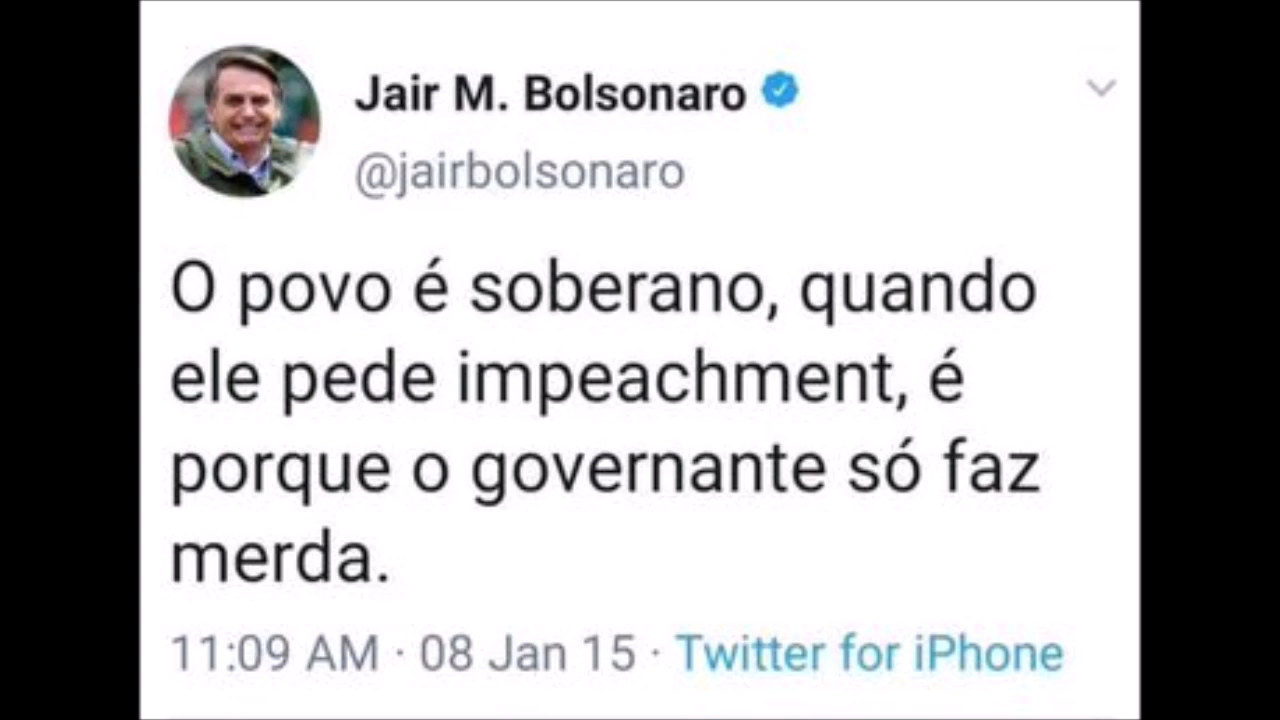 Jair M. Bolsonaro
@jairbolsonaro
O povo é soberano, quando
ele pede impeachment, é
porque o governante só faz
merda.
11:09 AM · 08 Jan 15 · Twitter for iPhone